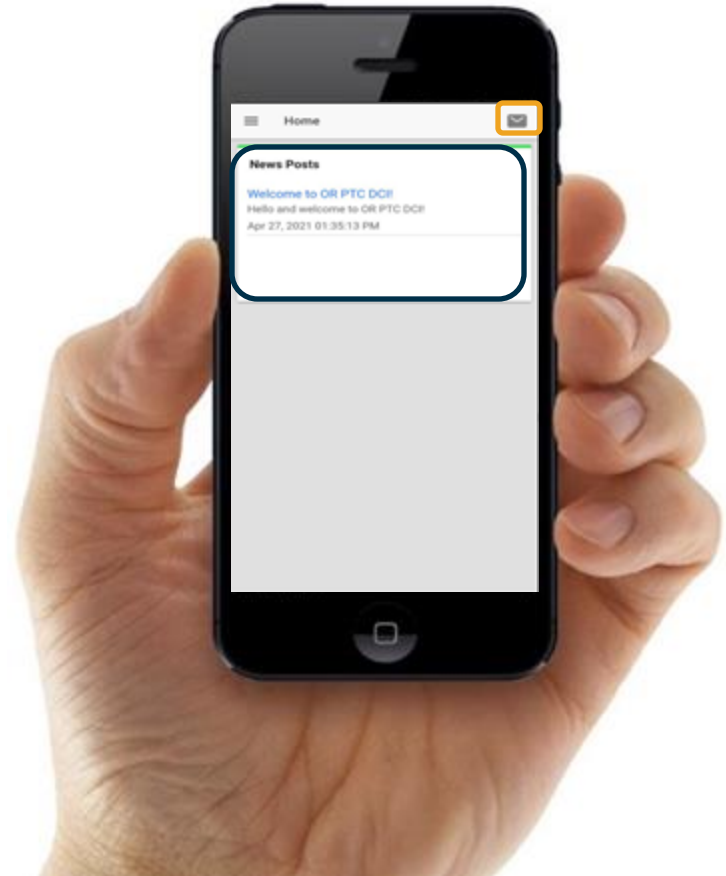 Home
News Posts
Welcome to OR PTC DCI!
Hello and welcome to OR PTC DCI!
Apr 27, 2021 01:35:13 PM